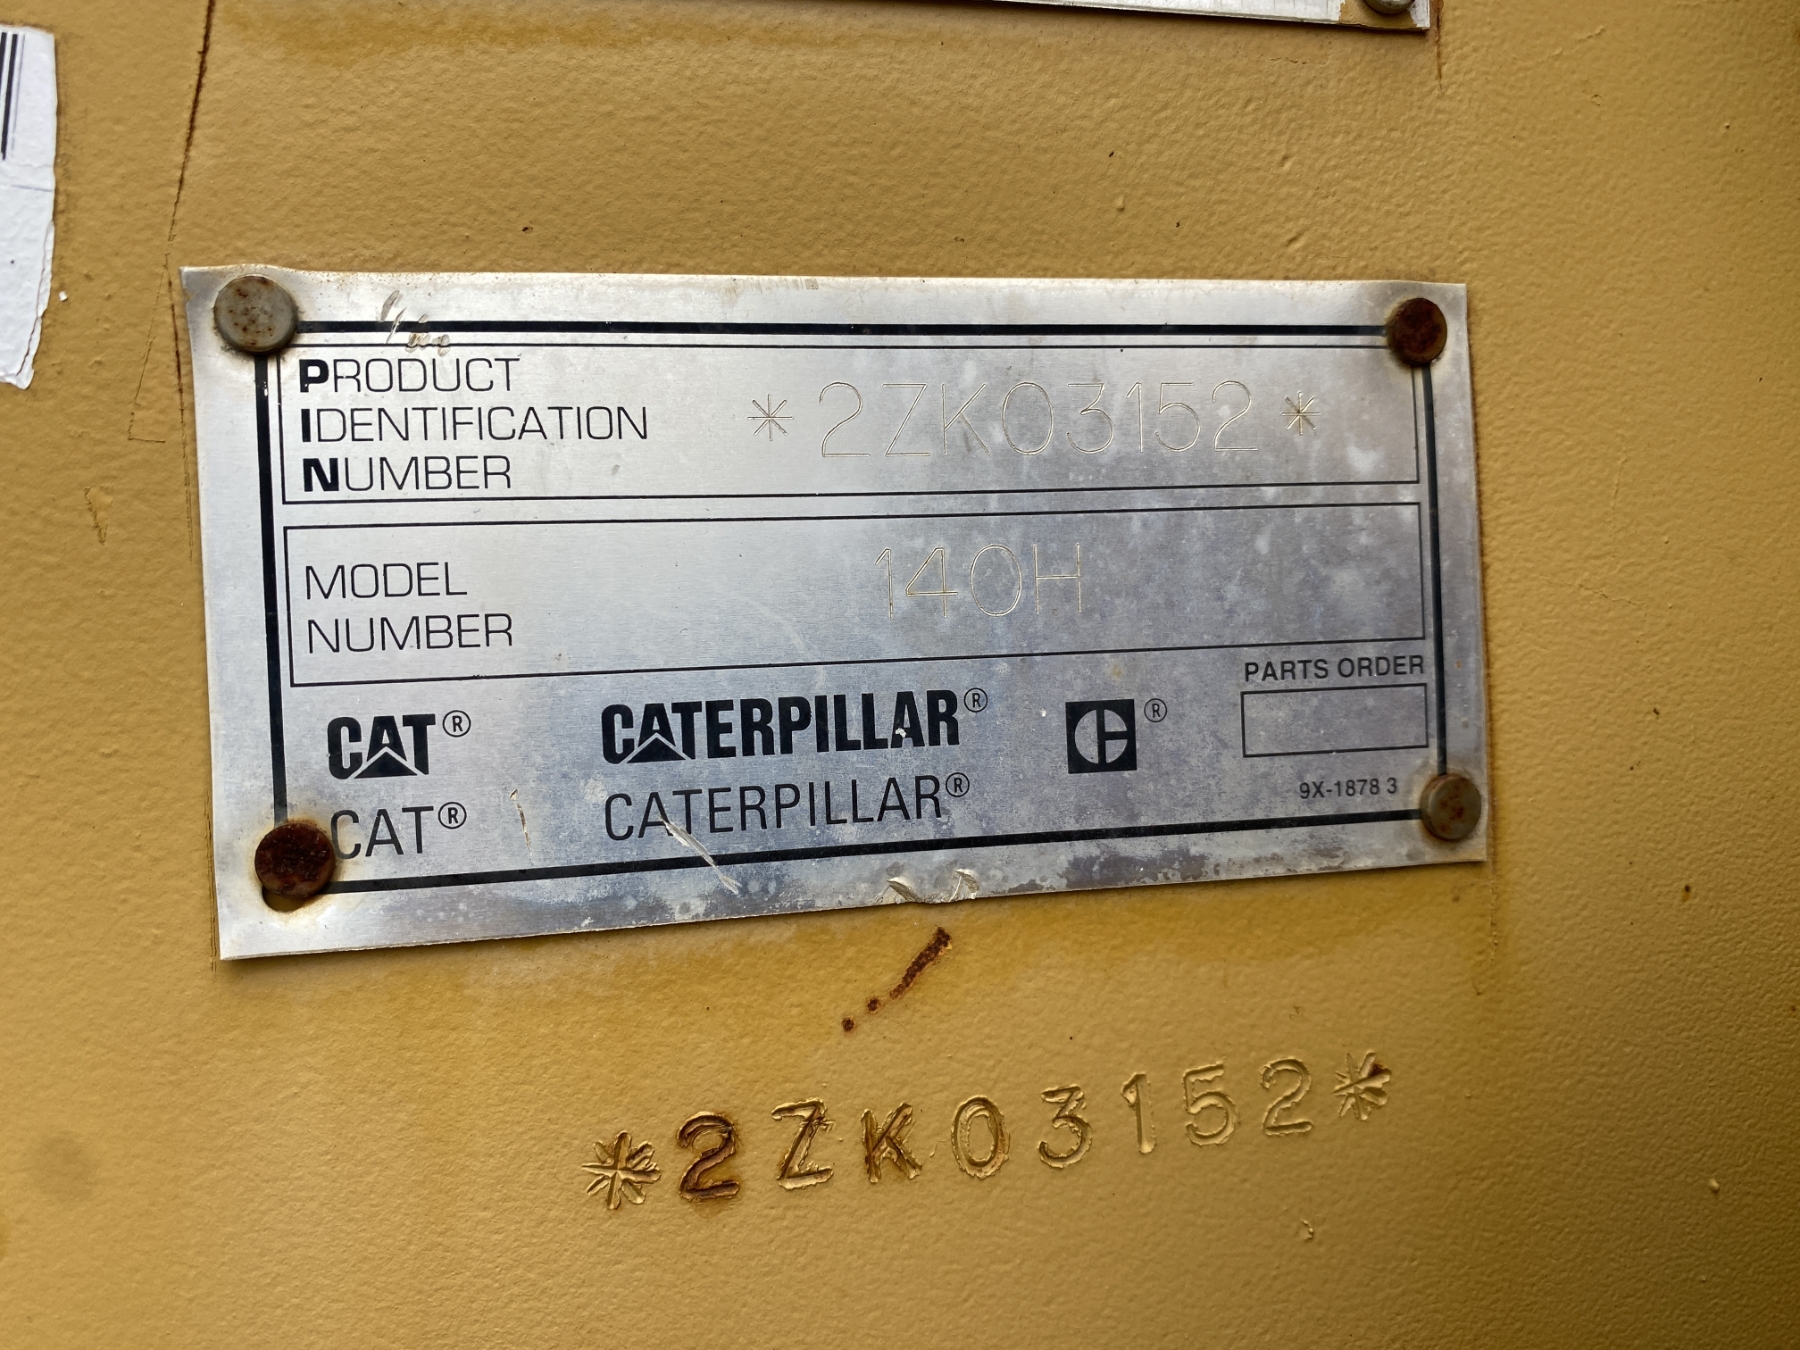 PRODUCT
IDENTIFICATION
NUMBER
*2ZK03152*
MODEL
NUMBER
140H
PARTS ORDER
CAT® CATERPILLAR® ®
CAT® CATERPILLAR®
9X-1878 3
*2ZK03152*